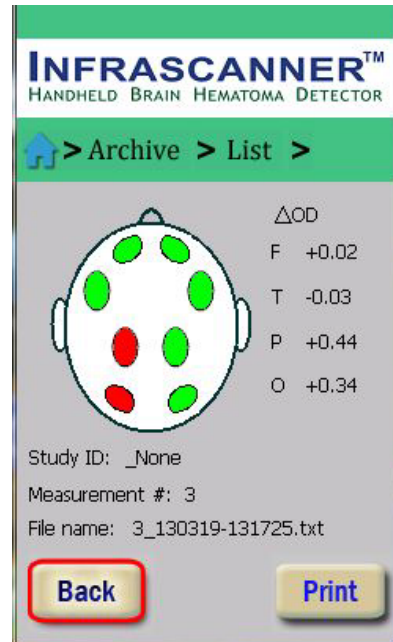 INFRASCANNER™
HANDHELD BRAIN HEMATOMA DETECTOR
> Archive > List >
△OD
F +0.02
T -0.03
P +0.44
O +0.34
Study ID: _None
Measurement #: 3
File name: 3_130319-131725.txt
Back Print